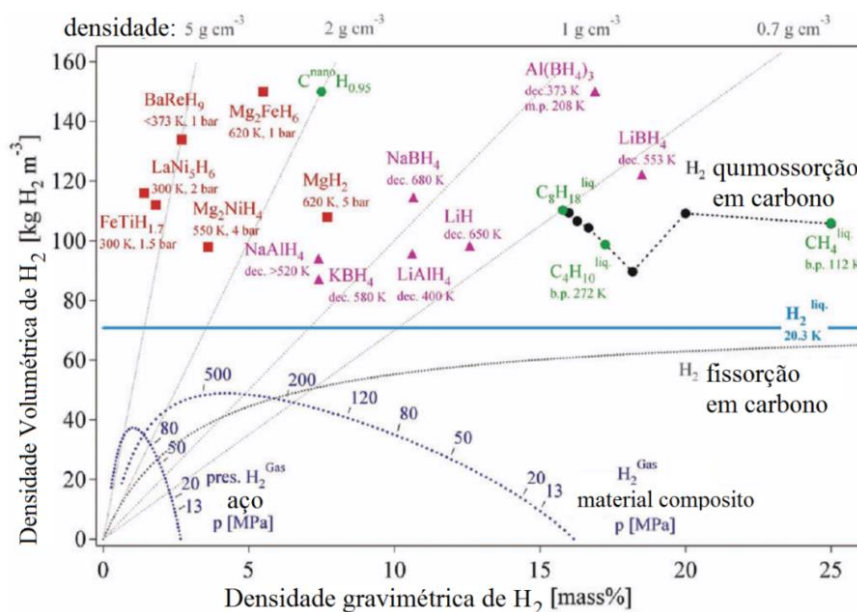 densidade: 5 g cm⁻³ 2 g cm⁻³ 1 g cm⁻³ 0.7 g cm⁻³
Densidade Volumétrica de H₂ [kg H₂ m⁻³]
160
140
120
100
80
60
40
20
0
BaReH₉
<373 K, 1 bar
Mg₂FeH₆
620 K, 1 bar
C^nano H₀.₉₅
Al(BH₄)₃
dec.373 K
m.p. 208 K
LaNi₅H₆
300 K, 2 bar
FeTiH₁.₇
300 K, 1.5 bar
Mg₂NiH₄
550 K, 4 bar
MgH₂
620 K, 5 bar
NaBH₄
dec. 680 K
LiBH₄
dec. 553 K
H₂ quimossorção
em carbono
C₈H₁₈ liq.
LiH
dec. 650 K
NaAlH₄
dec. >520 K
KBH₄
dec. 580 K
LiAlH₄
dec. 400 K
C₄H₁₀ liq.
b.p. 272 K
CH₄ liq.
b.p. 112 K
H₂ liq.
20.3 K
H₂ fissorção
em carbono
500
200
120
80
50
20
13
80
50
20
13
pres. H₂ Gas
aço
p [MPa]
H₂ Gas
material composito
p [MPa]
0 5 10 15 20 25
Densidade gravimétrica de H₂ [mass%]